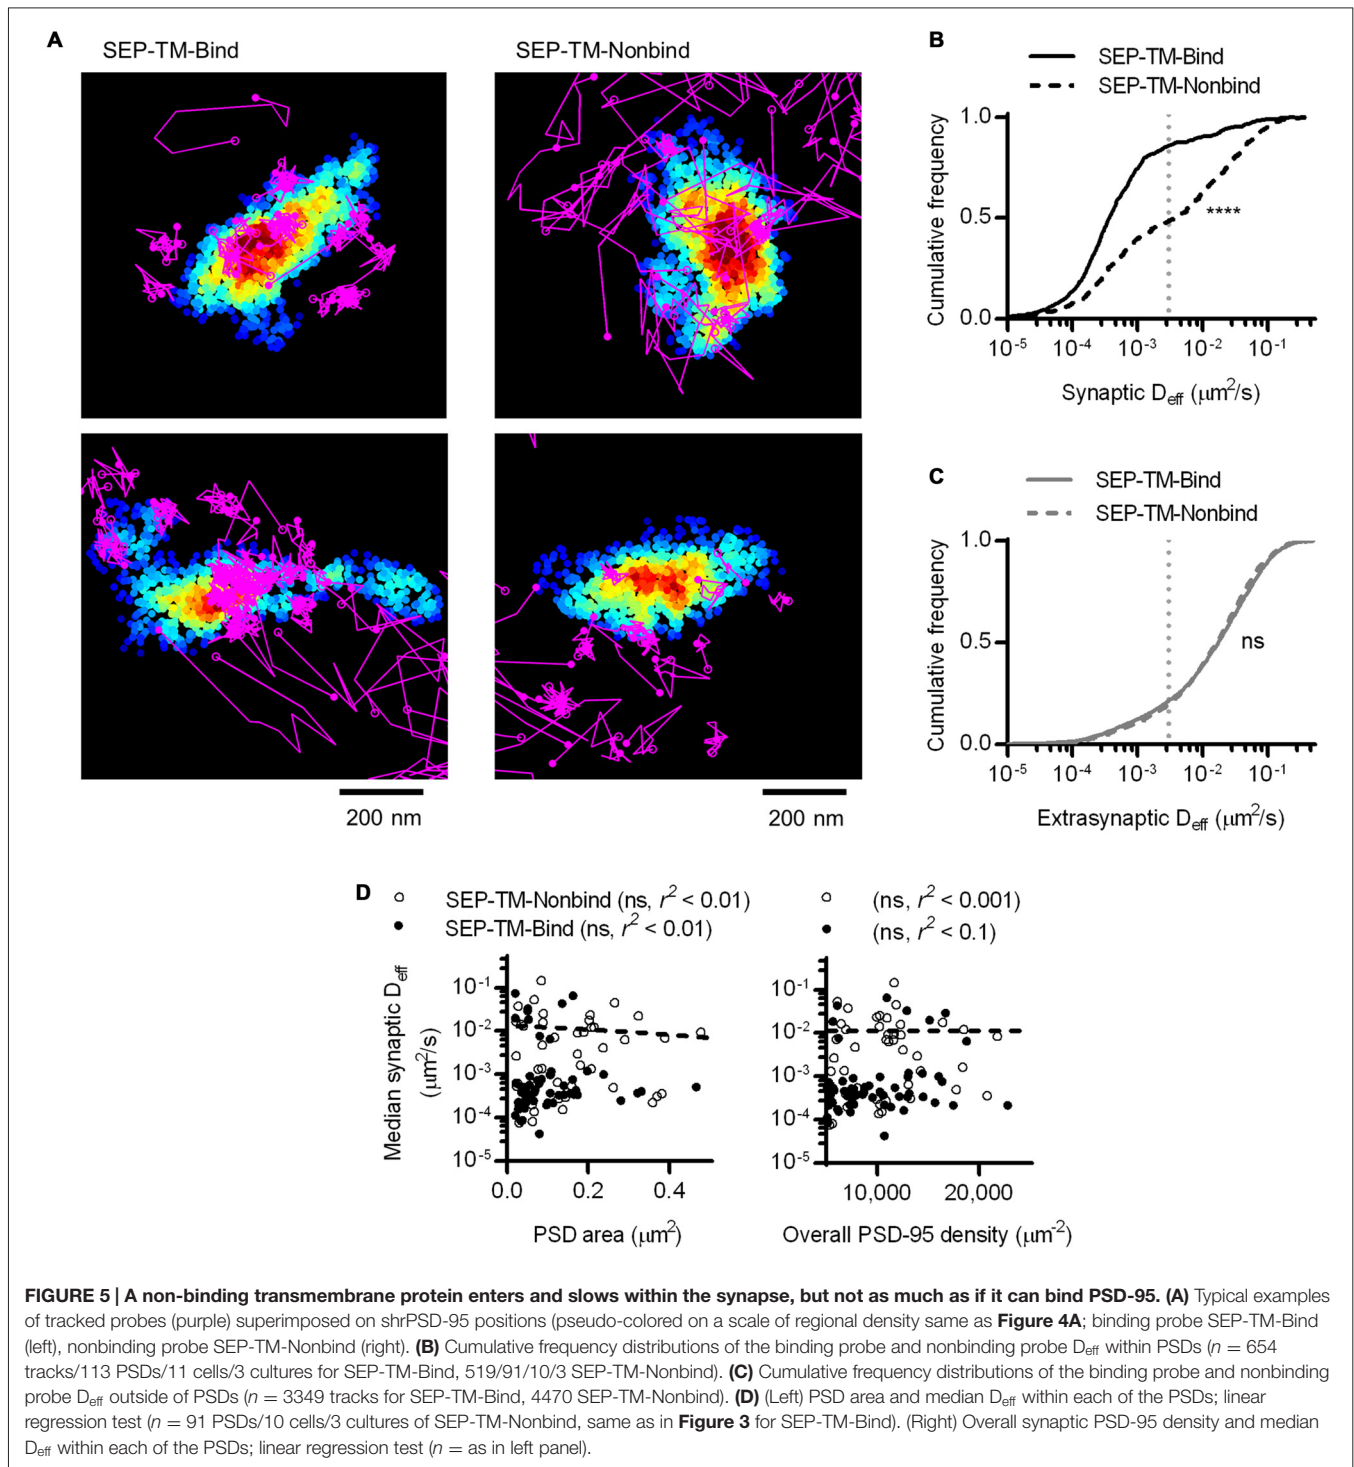 A
SEP-TM-Bind
SEP-TM-Nonbind
200 nm
200 nm
B
SEP-TM-Bind
SEP-TM-Nonbind
Cumulative frequency
1.0
0.5
0.0
****
10⁻⁵ 10⁻⁴ 10⁻³ 10⁻² 10⁻¹
Synaptic D_eff (μm²/s)
C
SEP-TM-Bind
SEP-TM-Nonbind
Cumulative frequency
1.0
0.5
0.0
ns
10⁻⁵ 10⁻⁴ 10⁻³ 10⁻² 10⁻¹
Extrasynaptic D_eff (μm²/s)
D
SEP-TM-Nonbind (ns, r² < 0.01)
SEP-TM-Bind (ns, r² < 0.01)
Median synaptic D_eff
(μm²/s)
10⁻¹
10⁻²
10⁻³
10⁻⁴
10⁻⁵
0.0 0.2 0.4
PSD area (μm²)
(ns, r² < 0.001)
(ns, r² < 0.1)
10⁻¹
10⁻²
10⁻³
10⁻⁴
10⁻⁵
10,000 20,000
Overall PSD-95 density (μm⁻²)
FIGURE 5 | A non-binding transmembrane protein enters and slows within the synapse, but not as much as if it can bind PSD-95. (A) Typical examples
of tracked probes (purple) superimposed on shrPSD-95 positions (pseudo-colored on a scale of regional density same as Figure 4A; binding probe SEP-TM-Bind
(left), nonbinding probe SEP-TM-Nonbind (right). (B) Cumulative frequency distributions of the binding probe and nonbinding probe D_eff within PSDs (n = 654
tracks/113 PSDs/11 cells/3 cultures for SEP-TM-Bind, 519/91/10/3 SEP-TM-Nonbind). (C) Cumulative frequency distributions of the binding probe and nonbinding
probe D_eff outside of PSDs (n = 3349 tracks for SEP-TM-Bind, 4470 SEP-TM-Nonbind). (D) (Left) PSD area and median D_eff within each of the PSDs; linear
regression test (n = 91 PSDs/10 cells/3 cultures of SEP-TM-Nonbind, same as in Figure 3 for SEP-TM-Bind). (Right) Overall synaptic PSD-95 density and median
D_eff within each of the PSDs; linear regression test (n = as in left panel).